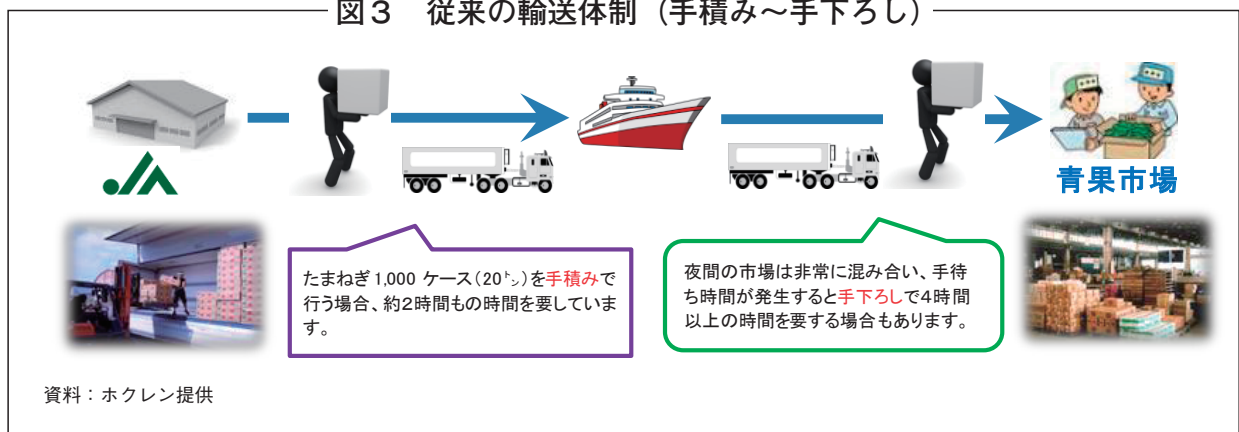 図３　従来の輸送体制（手積み～手下ろし）
JA
青果市場
たまねぎ 1,000 ケース（20㌧）を手積みで
行う場合、約２時間もの時間を要していま
す。
夜間の市場は非常に混み合い、手待
ち時間が発生すると手下ろしで４時間
以上の時間を要する場合もあります。
資料：ホクレン提供